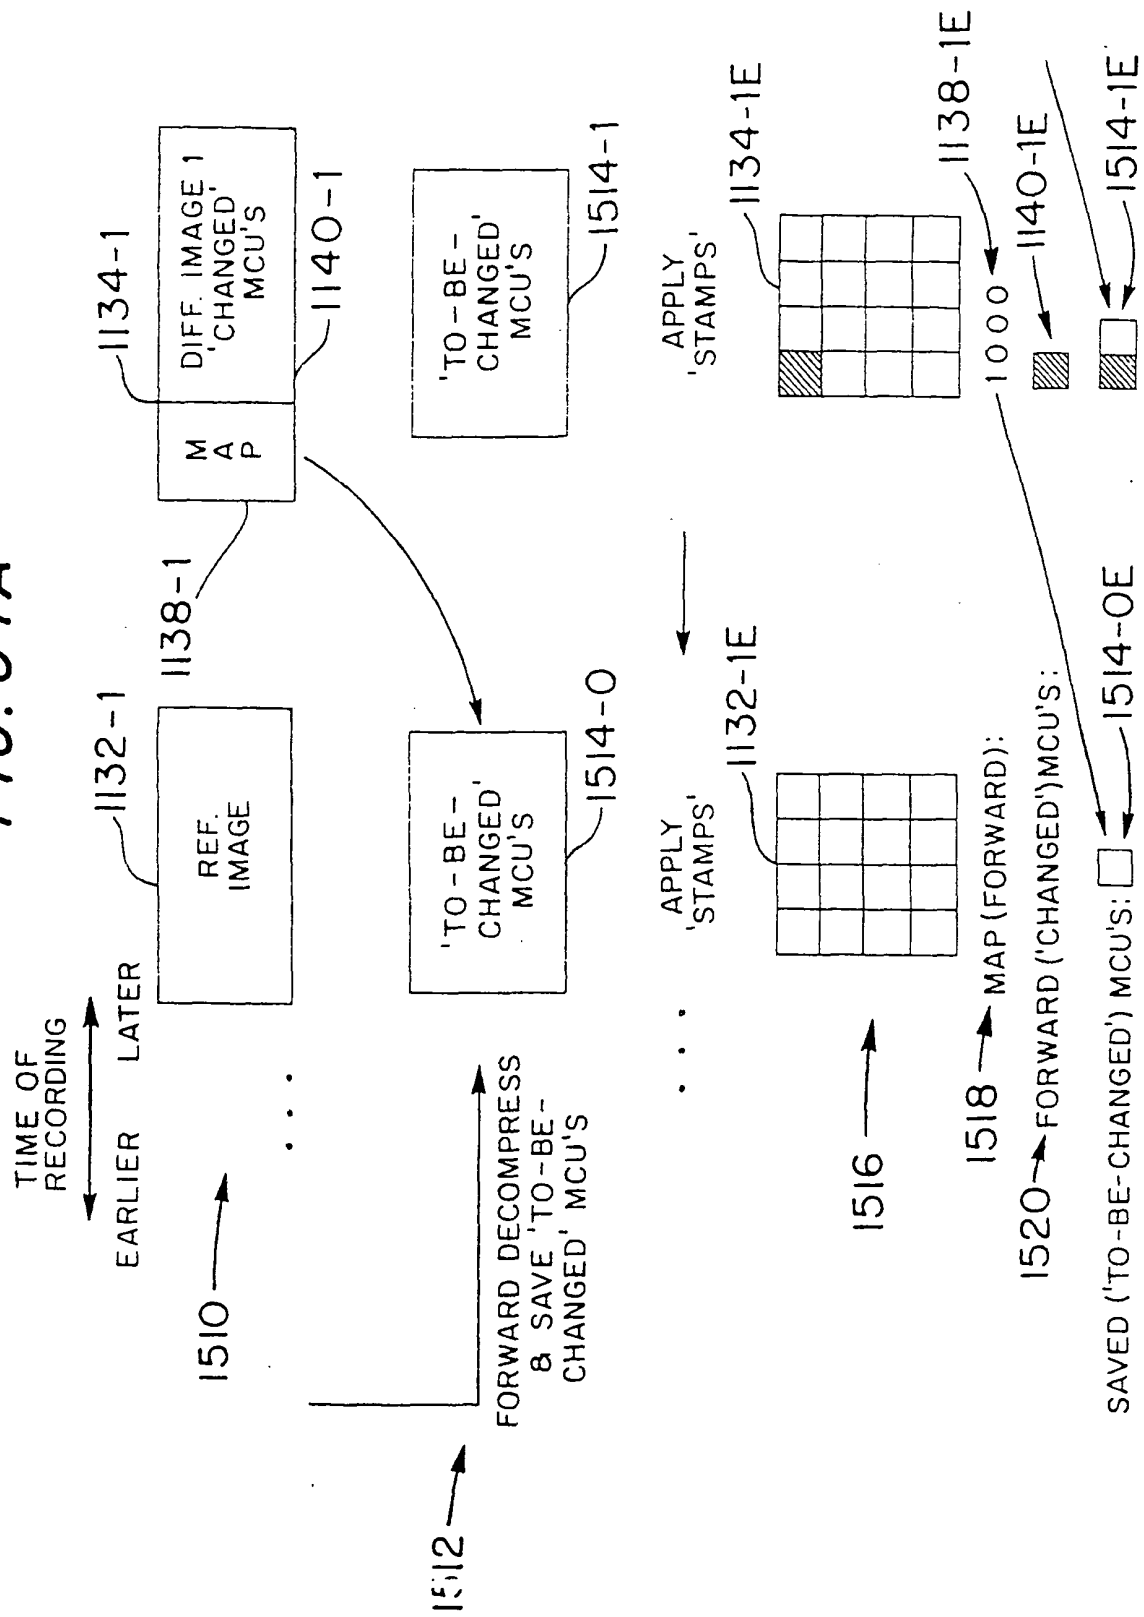 TIME OF
RECORDING
EARLIER LATER
1510
. . .
1132-1
REF.
IMAGE
1138-1
1134-1
MAP
DIFF. IMAGE 1
'CHANGED'
MCU'S
1140-1
1512
FORWARD DECOMPRESS
& SAVE 'TO-BE-
CHANGED' MCU'S
'TO-BE-
CHANGED'
MCU'S
1514-0
'TO-BE-
CHANGED'
MCU'S
1514-1
. . .
APPLY
'STAMPS'
APPLY
'STAMPS'
1132-1E
1134-1E
1516
1518
MAP (FORWARD):
1000
1138-1E
1520
FORWARD ('CHANGED') MCU'S:
1140-1E
SAVED ('TO-BE-CHANGED') MCU'S:
1514-0E
1514-1E